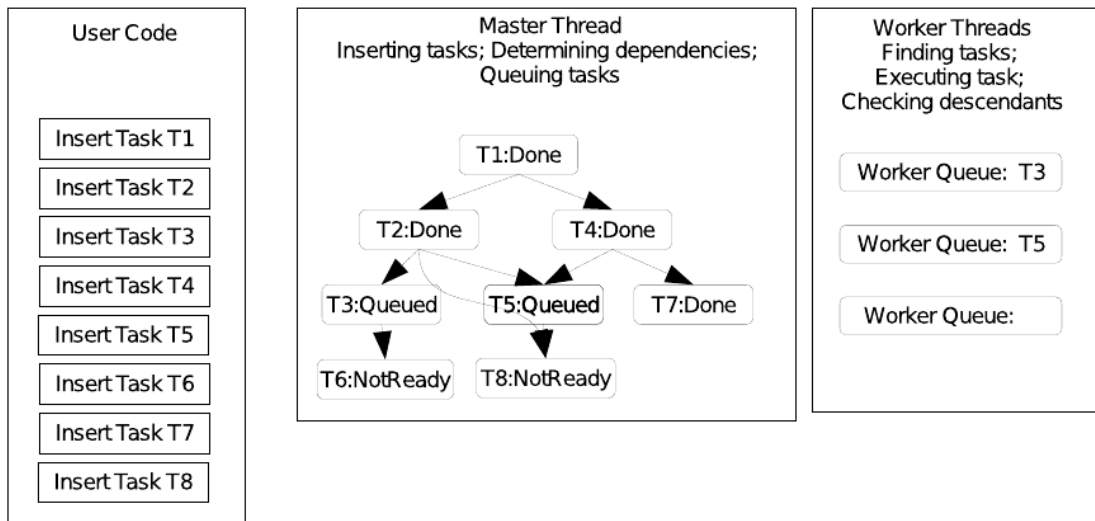 User Code
Insert Task T1
Insert Task T2
Insert Task T3
Insert Task T4
Insert Task T5
Insert Task T6
Insert Task T7
Insert Task T8
Master Thread
Inserting tasks; Determining dependencies;
Queuing tasks
T1:Done
T2:Done
T4:Done
T3:Queued
T5:Queued
T7:Done
T6:NotReady
T8:NotReady
Worker Threads
Finding tasks;
Executing task;
Checking descendants
Worker Queue: T3
Worker Queue: T5
Worker Queue: